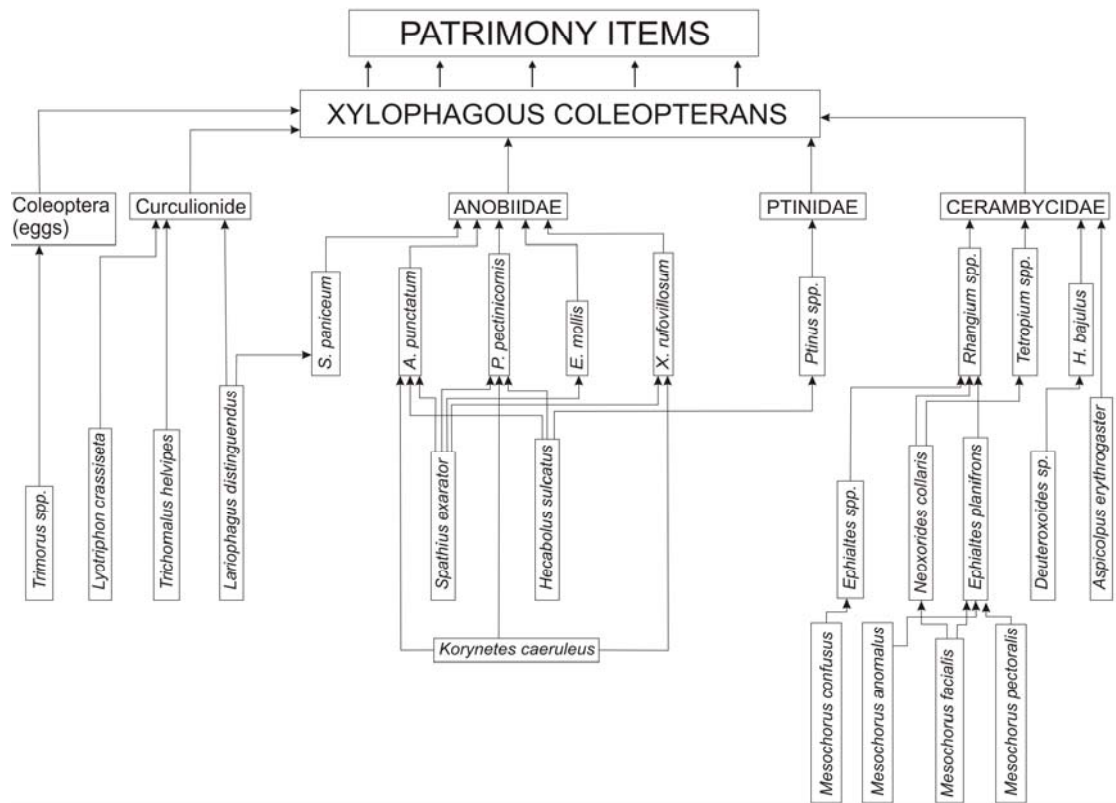 PATRIMONY ITEMS
XYLOPHAGOUS COLEOPTERANS
Coleoptera
(eggs)
Curculionide
ANOBIIDAE
PTINIDAE
CERAMBYCIDAE
S. paniceum
A. punctatum
P. pectinicornis
E. mollis
X. rufovillosum
Ptinus spp.
Rhangium spp.
Tetropium spp.
H. bajulus
Trimorus spp.
Lyotriphon crassiseta
Trichomalus helvipes
Lariophagus distinguendus
Spathius exarator
Hecabolus sulcatus
Ephialtes spp.
Neoxorides collaris
Ephialtes planifrons
Deuteroxoides sp.
Aspicolpus erythrogaster
Korynetes caeruleus
Mesochorus confusus
Mesochorus anomalus
Mesochorus facialis
Mesochorus pectoralis